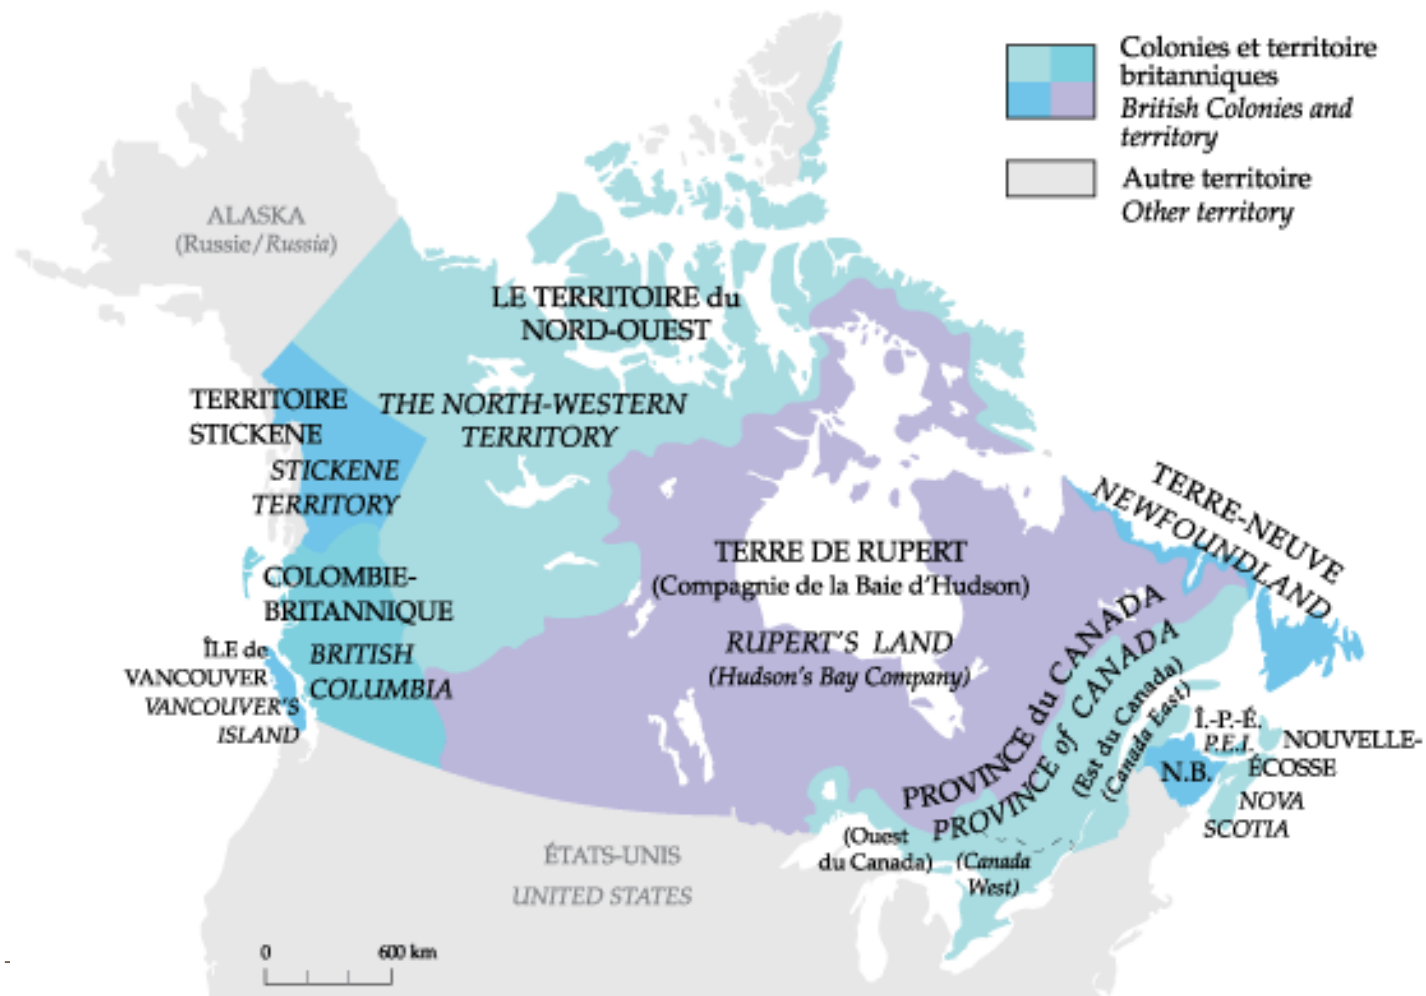 Colonies et territoire
britanniques
British Colonies and
territory
Autre territoire
Other territory
ALASKA
(Russie/Russia)
LE TERRITOIRE du
NORD-OUEST
THE NORTH-WESTERN
TERRITORY
TERRITOIRE
STICKENE
STICKENE
TERRITORY
COLOMBIE-
BRITANNIQUE
BRITISH
COLUMBIA
ÎLE de
VANCOUVER
VANCOUVER'S
ISLAND
TERRE DE RUPERT
(Compagnie de la Baie d'Hudson)
RUPERT'S LAND
(Hudson's Bay Company)
TERRE-NEUVE
NEWFOUNDLAND
PROVINCE du CANADA
PROVINCE of CANADA
(Est du Canada)
(Canada East)
Î.-P.-É.
P.E.I.
NOUVELLE-
ÉCOSSE
NOVA
SCOTIA
N.B.
(Ouest
du Canada)
(Canada
West)
ÉTATS-UNIS
UNITED STATES
0 600 km